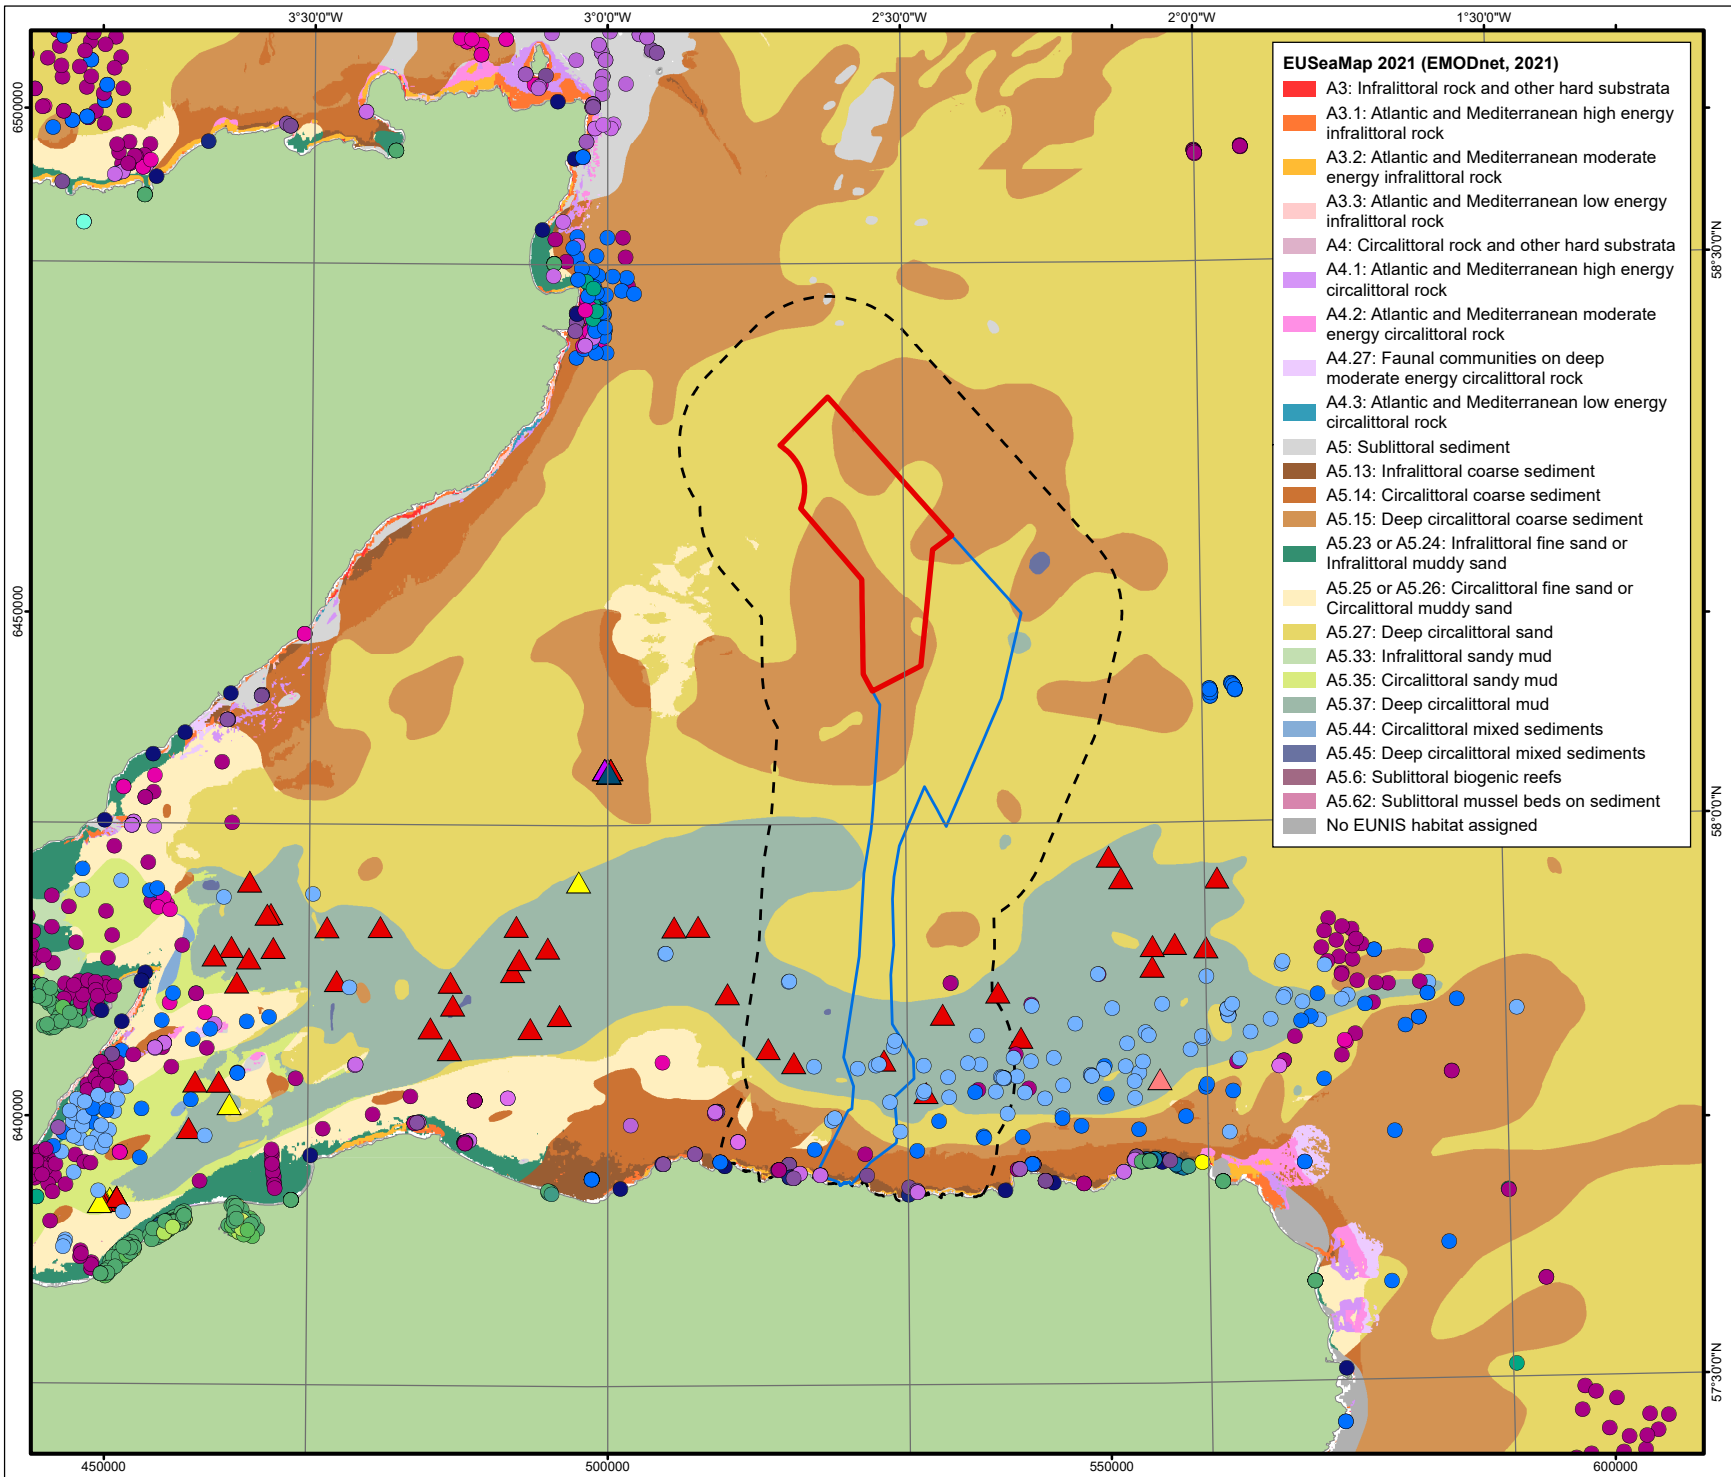 3°30'0"W 3°0'0"W 2°30'0"W 2°0'0"W 1°30'0"W
EUSeaMap 2021 (EMODnet, 2021)
A3: Infralittoral rock and other hard substrata
A3.1: Atlantic and Mediterranean high energy
infralittoral rock
A3.2: Atlantic and Mediterranean moderate
energy infralittoral rock
A3.3: Atlantic and Mediterranean low energy
infralittoral rock
A4: Circalittoral rock and other hard substrata
A4.1: Atlantic and Mediterranean high energy
circalittoral rock
A4.2: Atlantic and Mediterranean moderate
energy circalittoral rock
A4.27: Faunal communities on deep
moderate energy circalittoral rock
A4.3: Atlantic and Mediterranean low energy
circalittoral rock
A5: Sublittoral sediment
A5.13: Infralittoral coarse sediment
A5.14: Circalittoral coarse sediment
A5.15: Deep circalittoral coarse sediment
A5.23 or A5.24: Infralittoral fine sand or
Infralittoral muddy sand
A5.25 or A5.26: Circalittoral fine sand or
Circalittoral muddy sand
A5.27: Deep circalittoral sand
A5.33: Infralittoral sandy mud
A5.35: Circalittoral sandy mud
A5.37: Deep circalittoral mud
A5.44: Circalittoral mixed sediments
A5.45: Deep circalittoral mixed sediments
A5.6: Sublittoral biogenic reefs
A5.62: Sublittoral mussel beds on sediment
No EUNIS habitat assigned
6500000
6450000
6400000
58°30'0"N
58°0'0"N
57°30'0"N
450000 500000 550000 600000